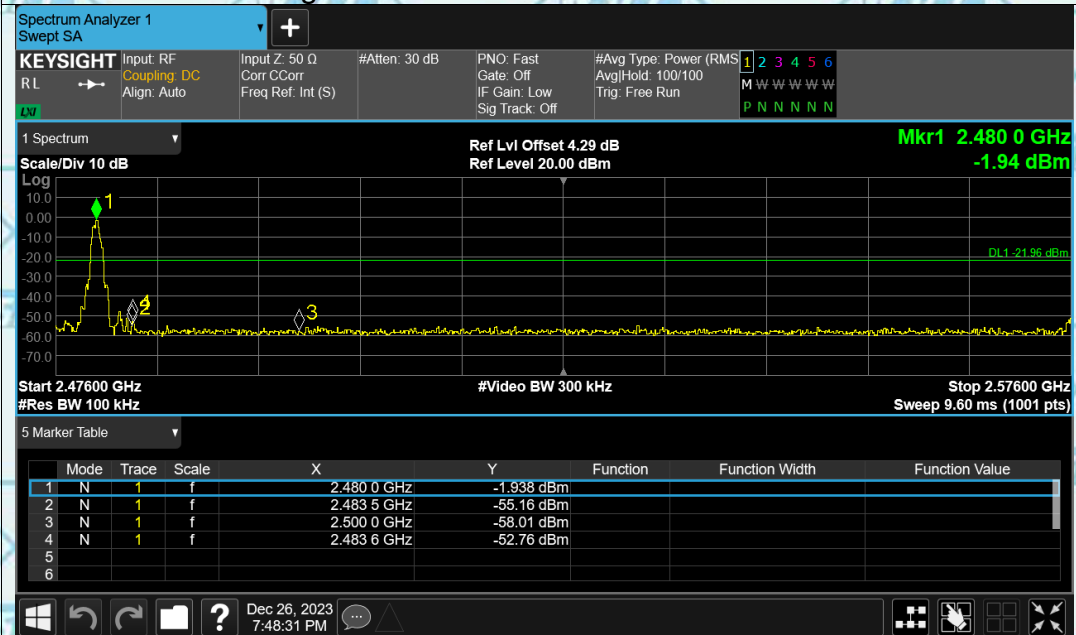 Spectrum Analyzer 1
Swept SA
+
KEYSIGHT Input: RF Input Z: 50 Ω #Atten: 30 dB PNO: Fast #Avg Type: Power (RMS 1 2 3 4 5 6
RL Coupling: DC Corr CCorr Gate: Off Avg|Hold: 100/100 M W W W W W
Align: Auto Freq Ref: Int (S) IF Gain: Low Trig: Free Run
LXI Sig Track: Off P N N N N N
1 Spectrum
Scale/Div 10 dB
Ref Lvl Offset 4.29 dB
Ref Level 20.00 dBm
Mkr1 2.480 0 GHz
-1.94 dBm
Log
10.0
0.00
-10.0
-20.0
-30.0
-40.0
-50.0
-60.0
-70.0
1
2
3
DL1 -21.96 dBm
Start 2.47600 GHz #Video BW 300 kHz Stop 2.57600 GHz
#Res BW 100 kHz Sweep 9.60 ms (1001 pts)
5 Marker Table
Mode Trace Scale X Y Function Function Width Function Value
1 N 1 f 2.480 0 GHz -1.938 dBm
2 N 1 f 2.483 5 GHz -55.16 dBm
3 N 1 f 2.500 0 GHz -58.01 dBm
4 N 1 f 2.483 6 GHz -52.76 dBm
5
6
? Dec 26, 2023
7:48:31 PM